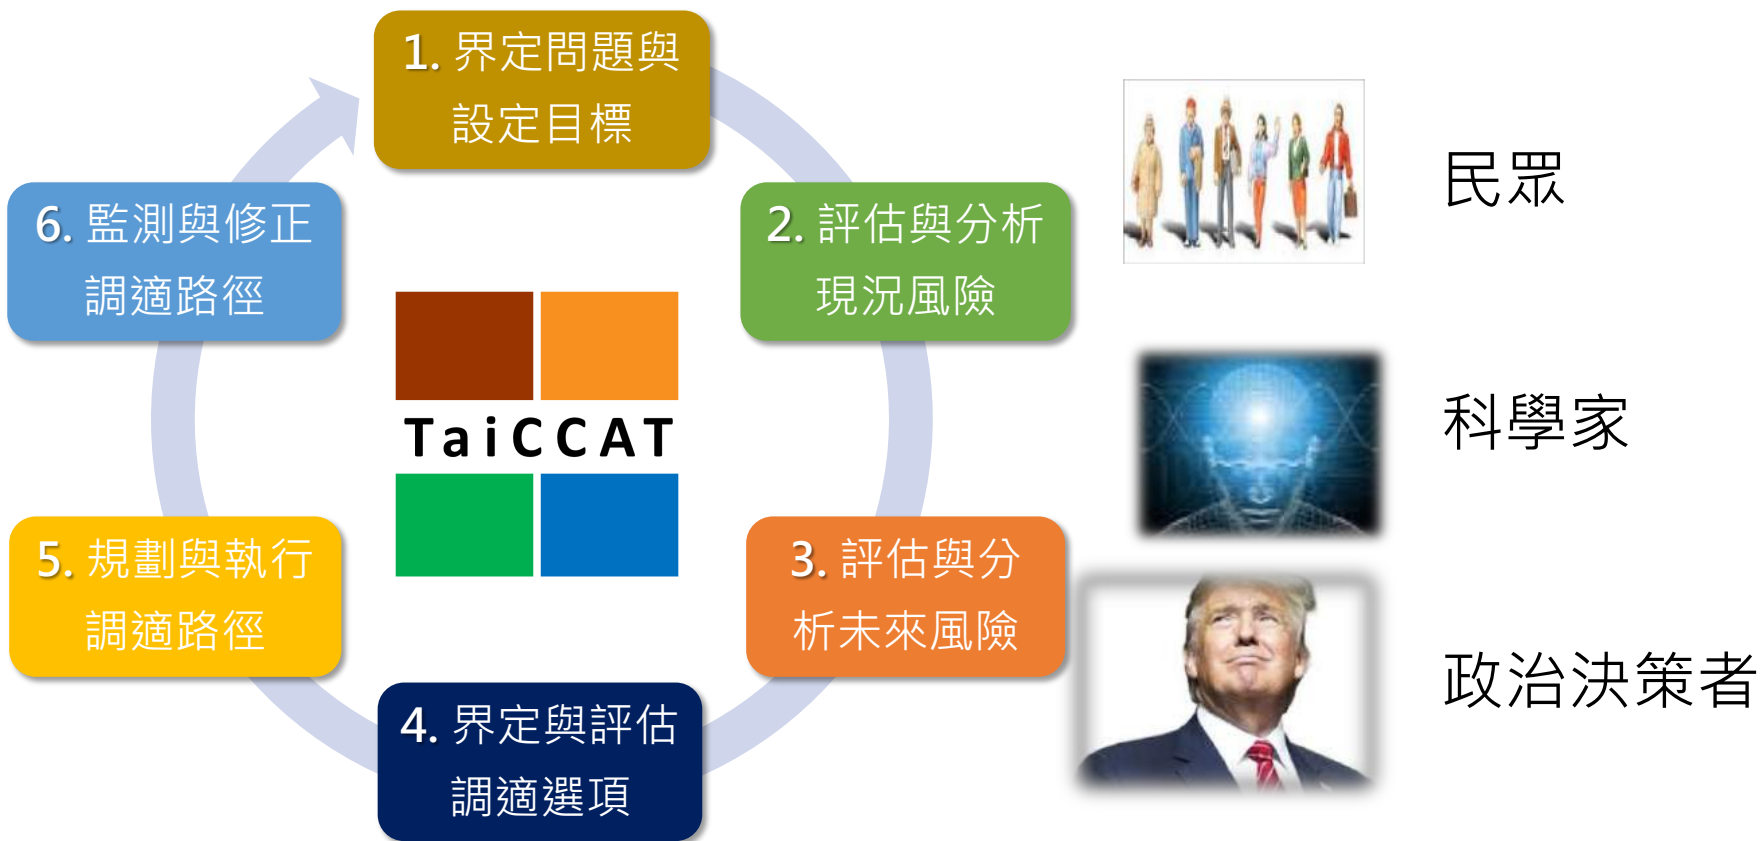 1. 界定問題與
設定目標
2. 評估與分析
現況風險
3. 評估與分
析未來風險
4. 界定與評估
調適選項
5. 規劃與執行
調適路徑
6. 監測與修正
調適路徑
TaiCCAT
民眾
科學家
政治決策者